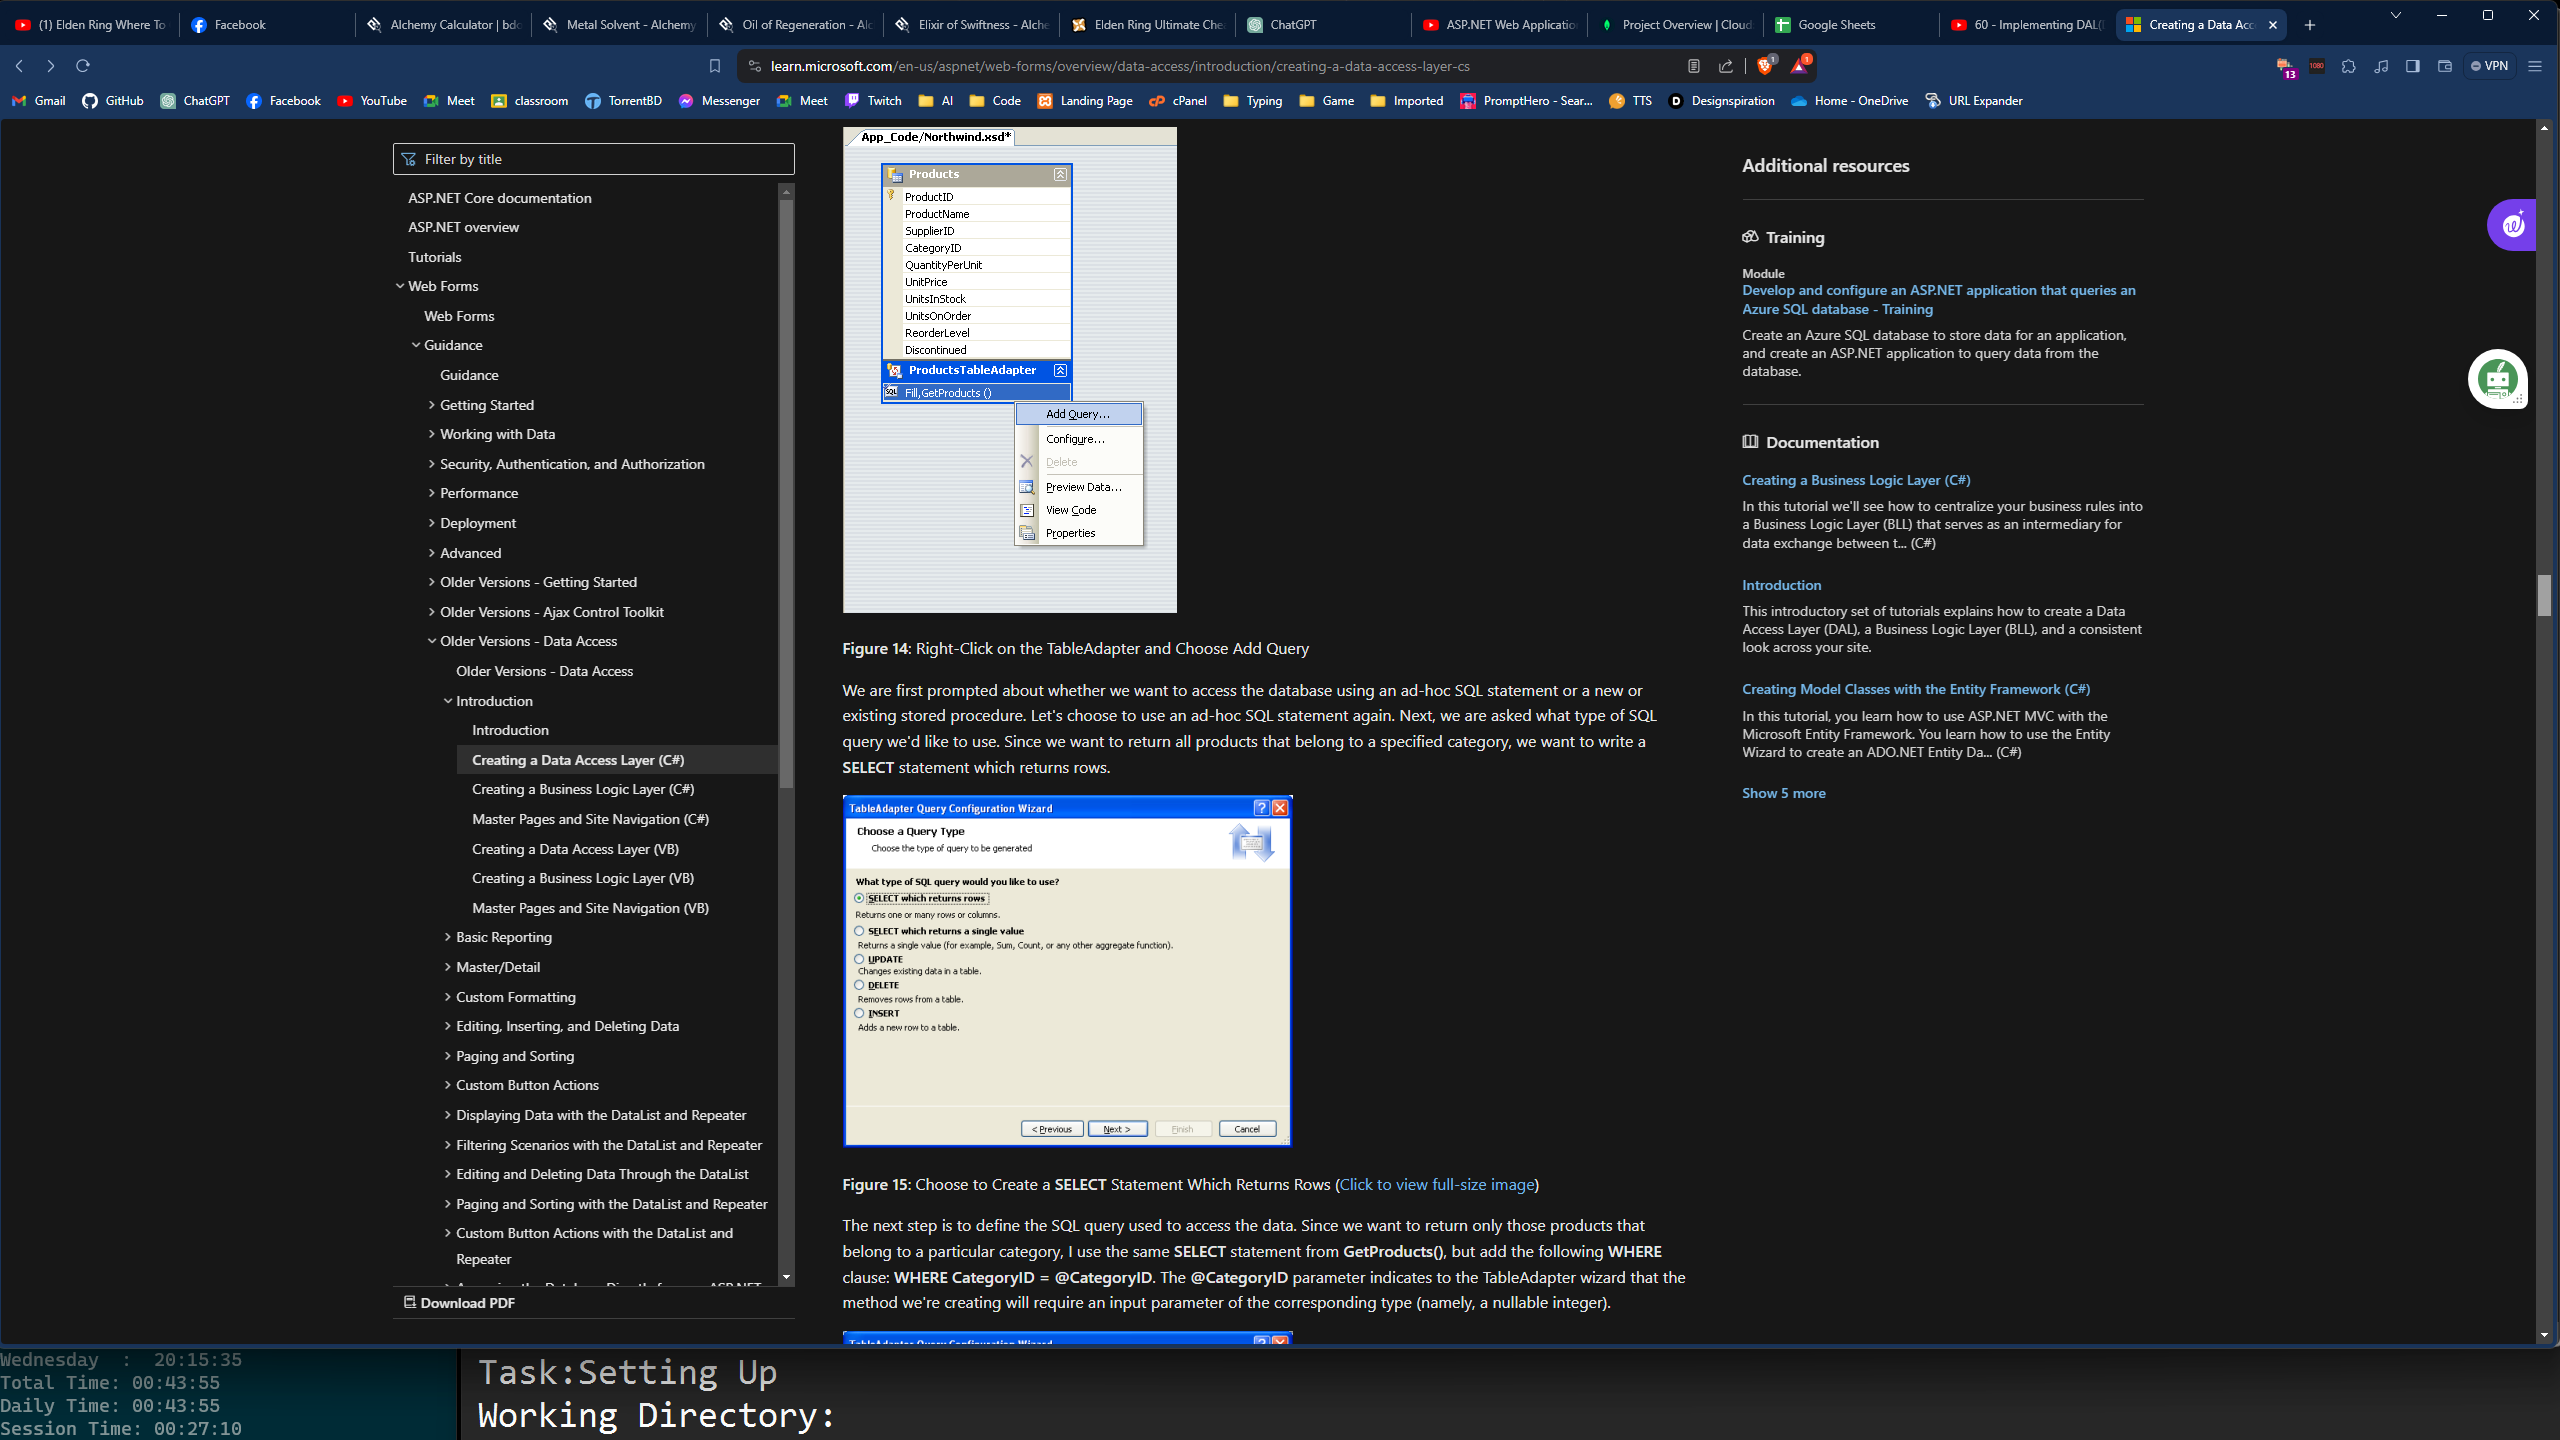 (1) Elden Ring Where To
Facebook
Alchemy Calculator | bdo
Metal Solvent - Alchemy
Oil of Regeneration - Alc
Elixir of Swiftness - Alche
Elden Ring Ultimate Chea
ChatGPT
ASP.NET Web Application
Project Overview | Cloud
Google Sheets
60 - Implementing DAL(
Creating a Data Acc
learn.microsoft.com/en-us/aspnet/web-forms/overview/data-access/introduction/creating-a-data-access-layer-cs
1
1
13
1080
VPN
Gmail
GitHub
ChatGPT
Facebook
YouTube
Meet
classroom
TorrentBD
Messenger
Meet
Twitch
AI
Code
Landing Page
cPanel
Typing
Game
Imported
PromptHero - Sear...
TTS
Designspiration
Home - OneDrive
URL Expander
Filter by title
ASP.NET Core documentation
ASP.NET overview
Tutorials
Web Forms
Web Forms
Guidance
Guidance
Getting Started
Working with Data
Security, Authentication, and Authorization
Performance
Deployment
Advanced
Older Versions - Getting Started
Older Versions - Ajax Control Toolkit
Older Versions - Data Access
Older Versions - Data Access
Introduction
Introduction
Creating a Data Access Layer (C#)
Creating a Business Logic Layer (C#)
Master Pages and Site Navigation (C#)
Creating a Data Access Layer (VB)
Creating a Business Logic Layer (VB)
Master Pages and Site Navigation (VB)
Basic Reporting
Master/Detail
Custom Formatting
Editing, Inserting, and Deleting Data
Paging and Sorting
Custom Button Actions
Displaying Data with the DataList and Repeater
Filtering Scenarios with the DataList and Repeater
Editing and Deleting Data Through the DataList
Paging and Sorting with the DataList and Repeater
Custom Button Actions with the DataList and
Repeater
Download PDF
App_Code/Northwind.xsd*
Products
ProductID
ProductName
SupplierID
CategoryID
QuantityPerUnit
UnitPrice
UnitsInStock
UnitsOnOrder
ReorderLevel
Discontinued
ProductsTableAdapter
SQL Fill,GetProducts ()
Add Query...
Configure...
Delete
Preview Data...
View Code
Properties
Figure 14: Right-Click on the TableAdapter and Choose Add Query
We are first prompted about whether we want to access the database using an ad-hoc SQL statement or a new or
existing stored procedure. Let's choose to use an ad-hoc SQL statement again. Next, we are asked what type of SQL
query we'd like to use. Since we want to return all products that belong to a specified category, we want to write a
SELECT statement which returns rows.
TableAdapter Query Configuration Wizard
Choose a Query Type
Choose the type of query to be generated
What type of SQL query would you like to use?
SELECT which returns rows
Returns one or many rows or columns.
SELECT which returns a single value
Returns a single value (for example, Sum, Count, or any other aggregate function).
UPDATE
Changes existing data in a table.
DELETE
Removes rows from a table.
INSERT
Adds a new row to a table.
< Previous
Next >
Finish
Cancel
Figure 15: Choose to Create a SELECT Statement Which Returns Rows (Click to view full-size image)
The next step is to define the SQL query used to access the data. Since we want to return only those products that
belong to a particular category, I use the same SELECT statement from GetProducts(), but add the following WHERE
clause: WHERE CategoryID = @CategoryID. The @CategoryID parameter indicates to the TableAdapter wizard that the
method we're creating will require an input parameter of the corresponding type (namely, a nullable integer).
TableAdapter Query Configuration Wizard
Additional resources
Training
Module
Develop and configure an ASP.NET application that queries an
Azure SQL database - Training
Create an Azure SQL database to store data for an application,
and create an ASP.NET application to query data from the
database.
Documentation
Creating a Business Logic Layer (C#)
In this tutorial we'll see how to centralize your business rules into
a Business Logic Layer (BLL) that serves as an intermediary for
data exchange between t... (C#)
Introduction
This introductory set of tutorials explains how to create a Data
Access Layer (DAL), a Business Logic Layer (BLL), and a consistent
look across your site.
Creating Model Classes with the Entity Framework (C#)
In this tutorial, you learn how to use ASP.NET MVC with the
Microsoft Entity Framework. You learn how to use the Entity
Wizard to create an ADO.NET Entity Da... (C#)
Show 5 more
Wednesday : 20:15:35
Total Time: 00:43:55
Daily Time: 00:43:55
Session Time: 00:27:10
Task:Setting Up
Working Directory: